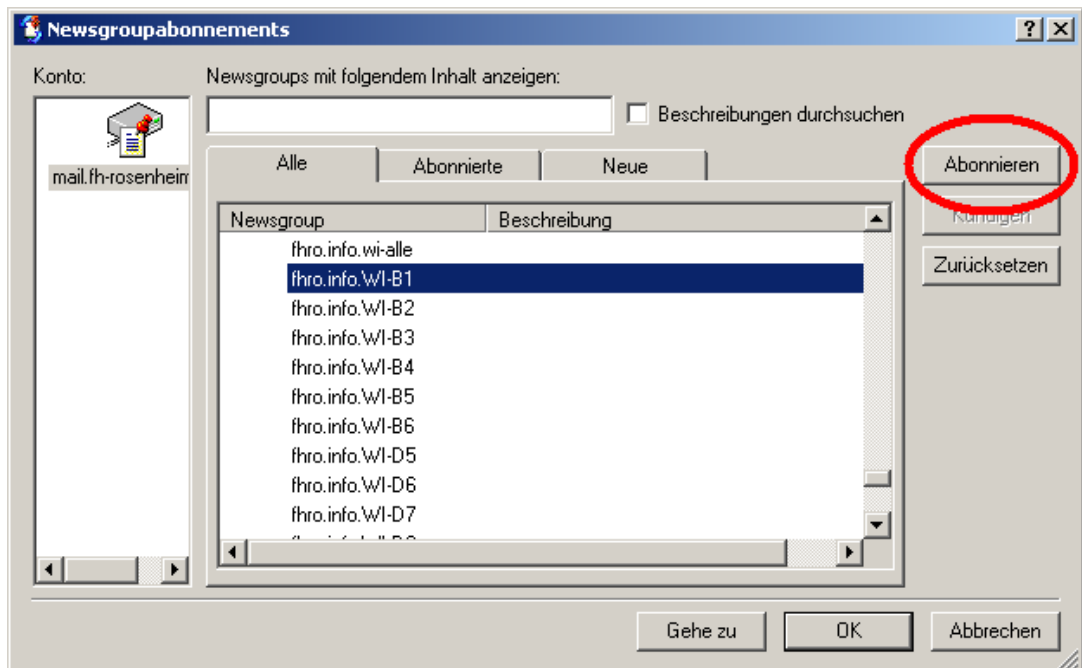 Newsgroupabonnements
Konto:
Newsgroups mit folgendem Inhalt anzeigen:
Beschreibungen durchsuchen
mail.fh-rosenheim
Alle Abonnierte Neue
Abonnieren
Kündigen
Zurücksetzen
Newsgroup Beschreibung
fhro.info.wi-alle
fhro.info.WI-B1
fhro.info.WI-B2
fhro.info.WI-B3
fhro.info.WI-B4
fhro.info.WI-B5
fhro.info.WI-B6
fhro.info.WI-D5
fhro.info.WI-D6
fhro.info.WI-D7
Gehe zu OK Abbrechen